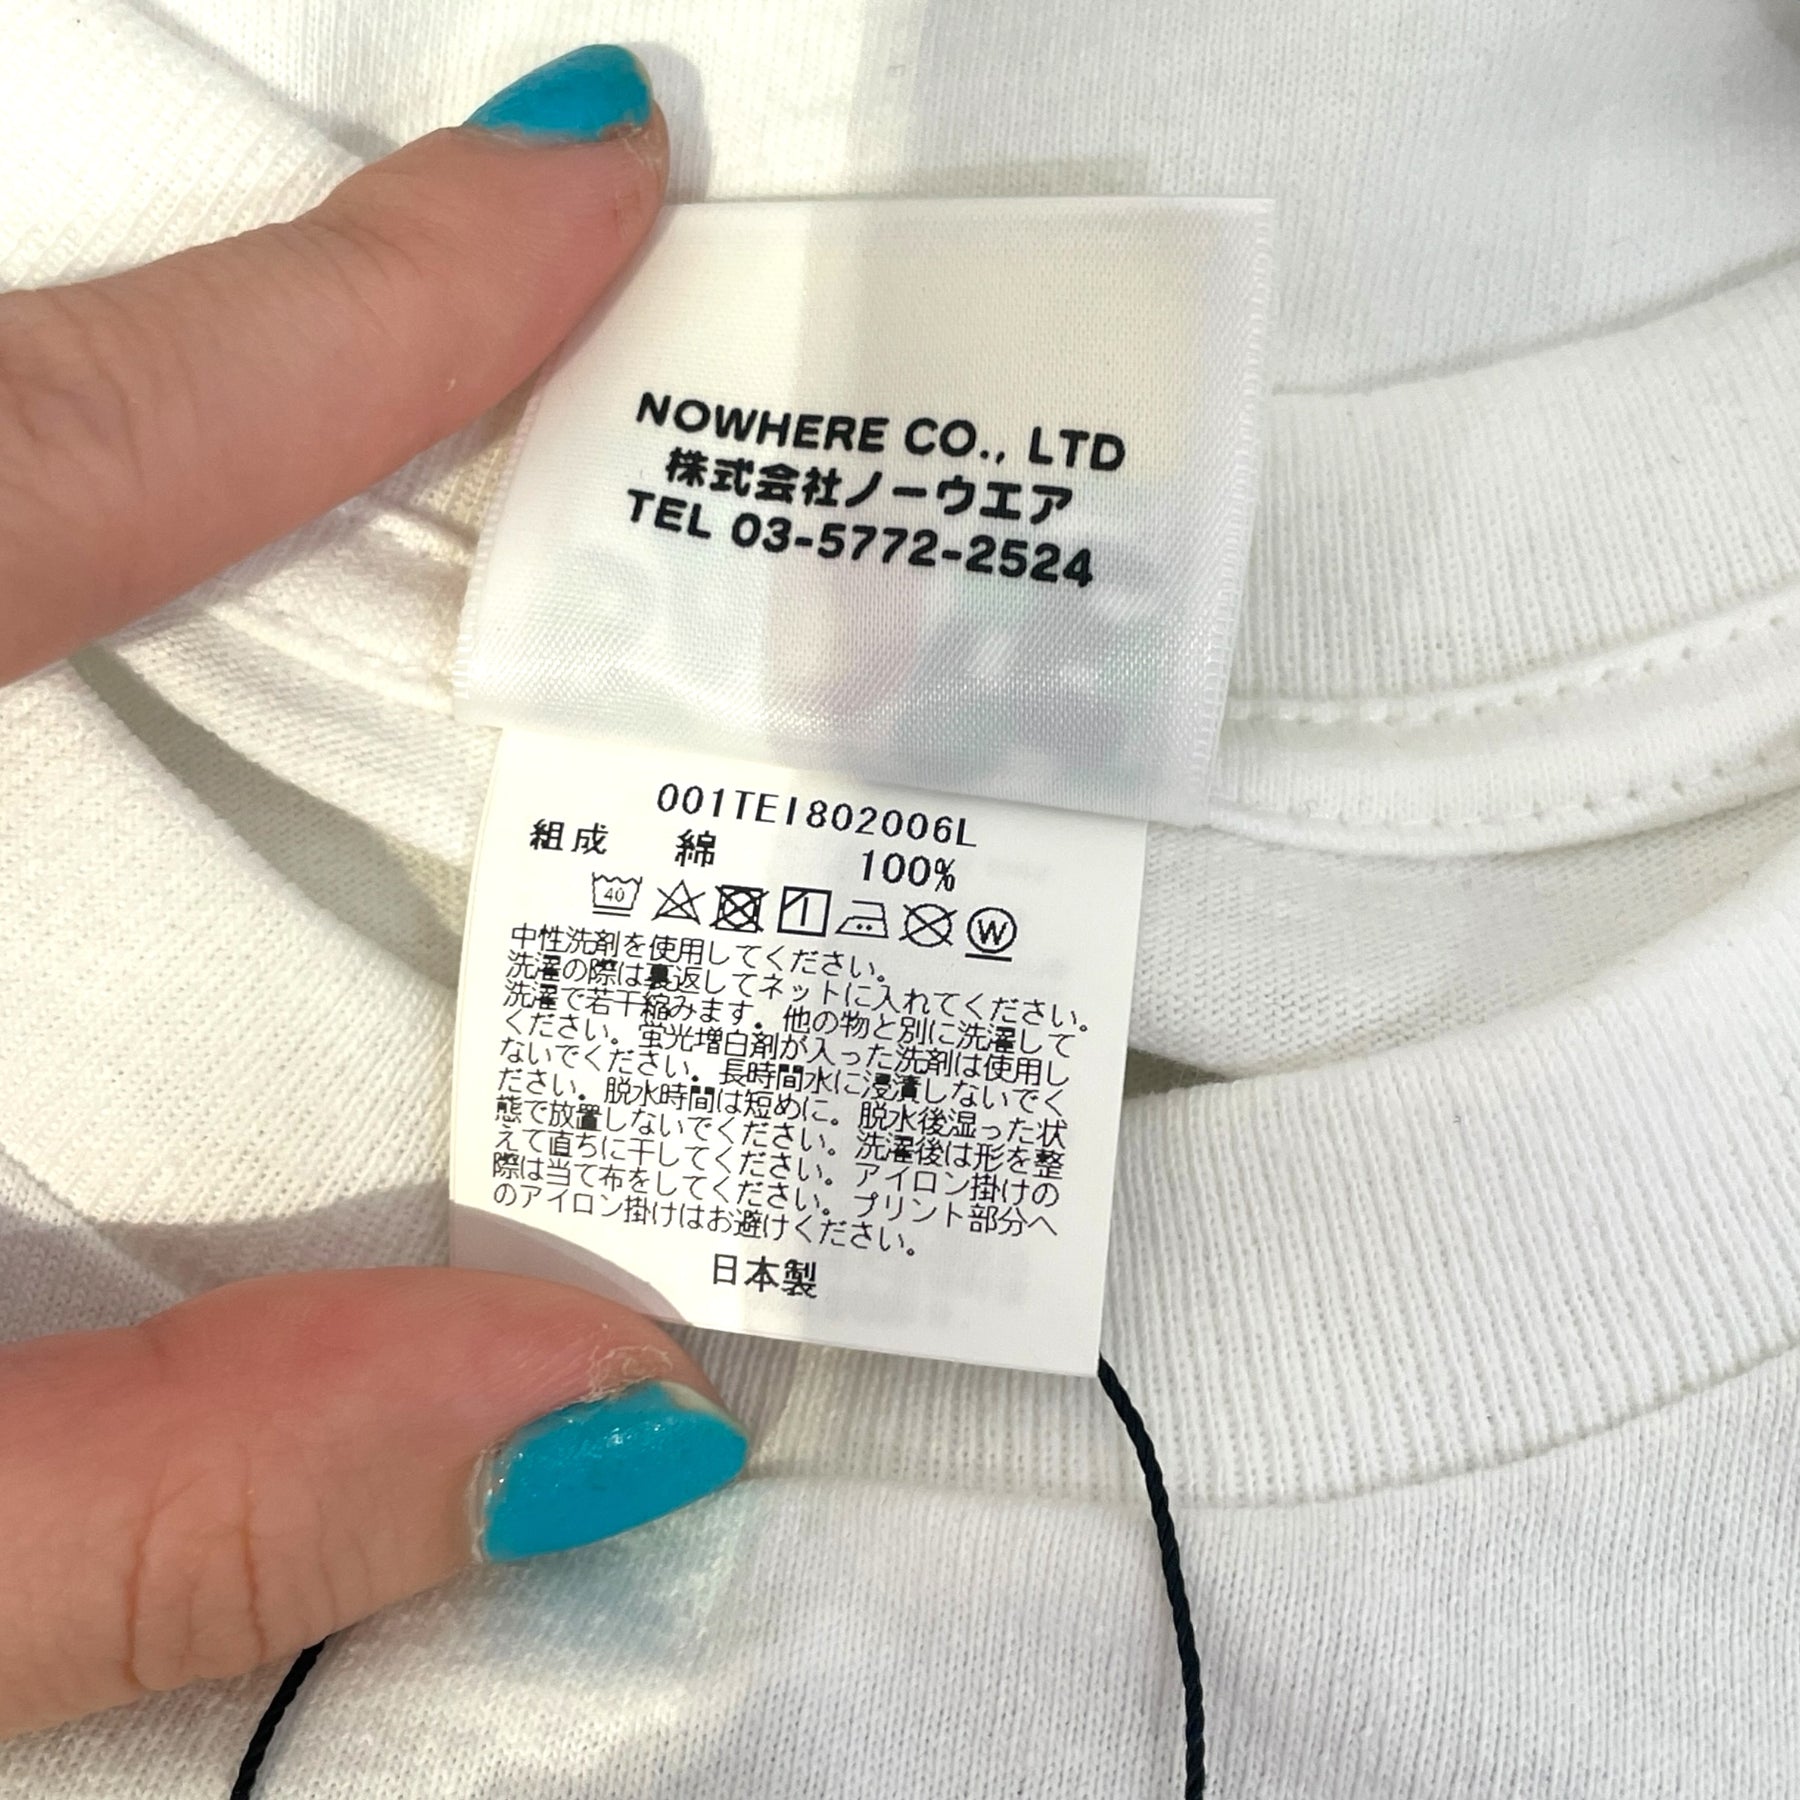 NOWHERE CO., LTD
株式会社ノーウエア
TEL 03-5772-2524
001TEI802006L
組成 綿 100%
40 W
中性洗剤を使用してください。
洗濯の際は裏返してネットに入れてください。
洗濯で若干縮みます。他の物と別に洗濯して
ください。蛍光増白剤が入った洗剤は使用し
ないでください。長時間水に浸漬しないでく
ださい。脱水時間は短めに。脱水後湿った状
態で放置しないでください。洗濯後は形を整
えて直ちに干してください。アイロン掛けの
際は当て布をしてください。プリント部分へ
のアイロン掛けはお避けください。
日本製